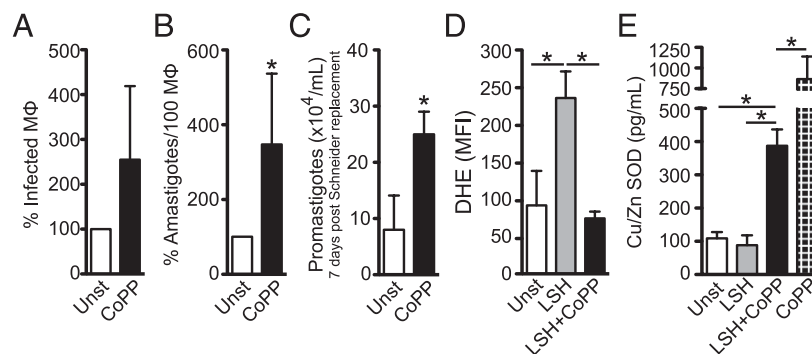 A
% Infected MΦ
500
400
300
200
100
0
Unst
CoPP
B
% Amastigotes/100 MΦ
600
400
200
0
*
Unst
CoPP
C
Promastigotes (x10⁴/mL)
7 days post Schneider replacement
40
30
20
10
0
*
Unst
CoPP
D
DHE (MFI)
300
250
200
150
100
50
0
* *
Unst
LSH
LSH+CoPP
E
Cu/Zn SOD (pg/mL)
1250
1000
750
500
400
300
200
100
0
*
*
*
Unst
LSH
LSH+CoPP
CoPP